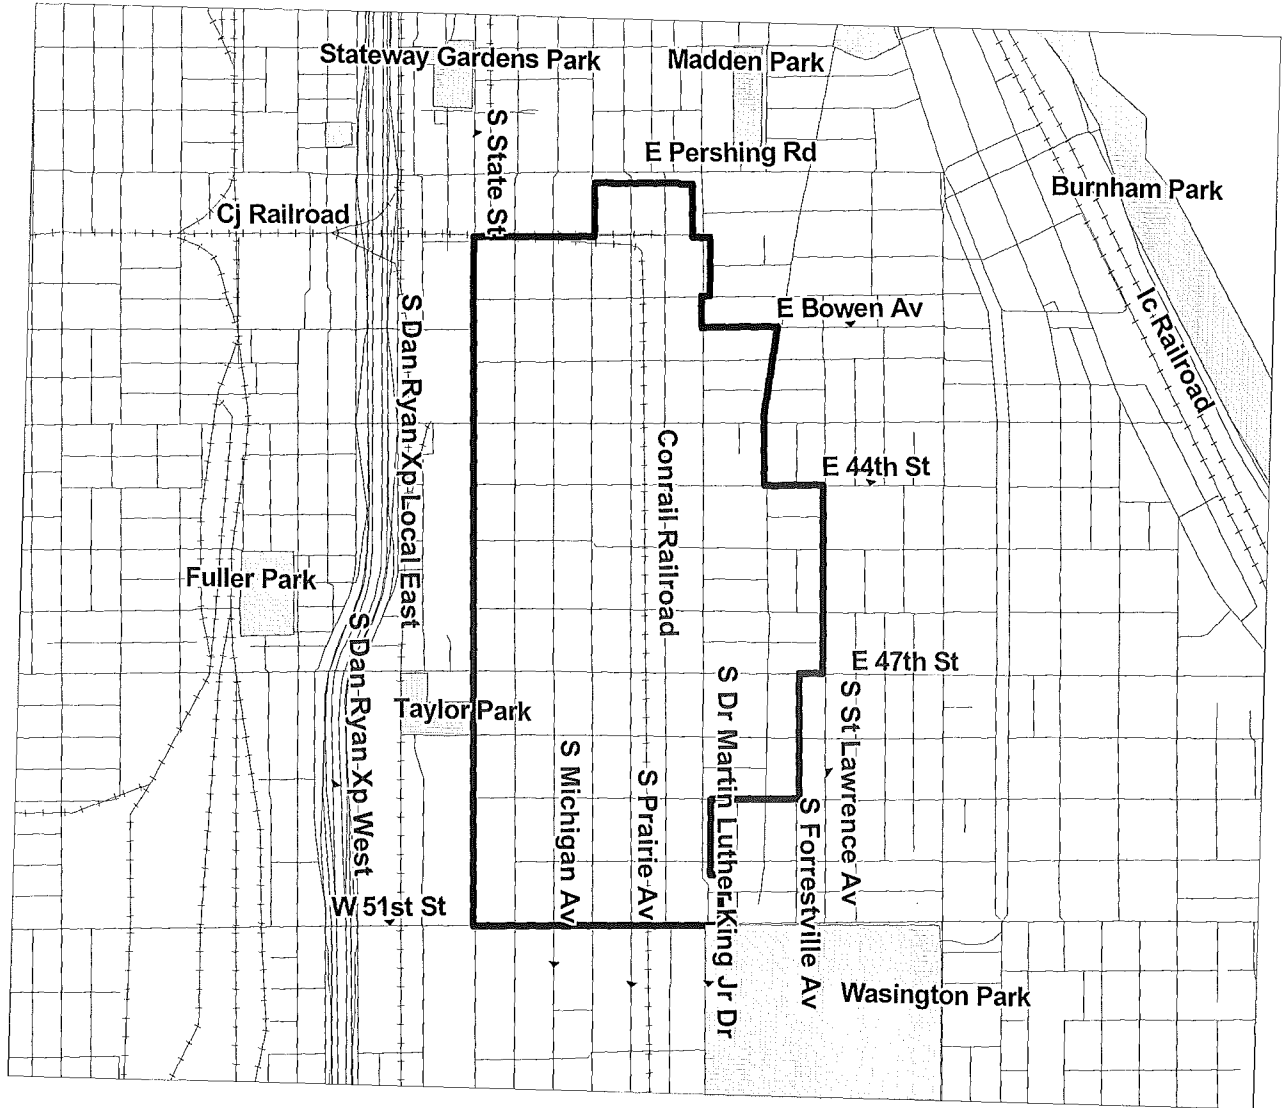 Stateway Gardens Park
Madden Park
S State St
E Pershing Rd
Burnham Park
Cj Railroad
S Dan Ryan Xp Local East
E Bowen Av
Ic Railroad
Conrail Railroad
E 44th St
Fuller Park
S Dan Ryan Xp West
E 47th St
S Dr Martin Luther King Jr Dr
S St Lawrence Av
Taylor Park
S Michigan Av
S Prairie Av
S Forrestville Av
W 51st St
Wasington Park